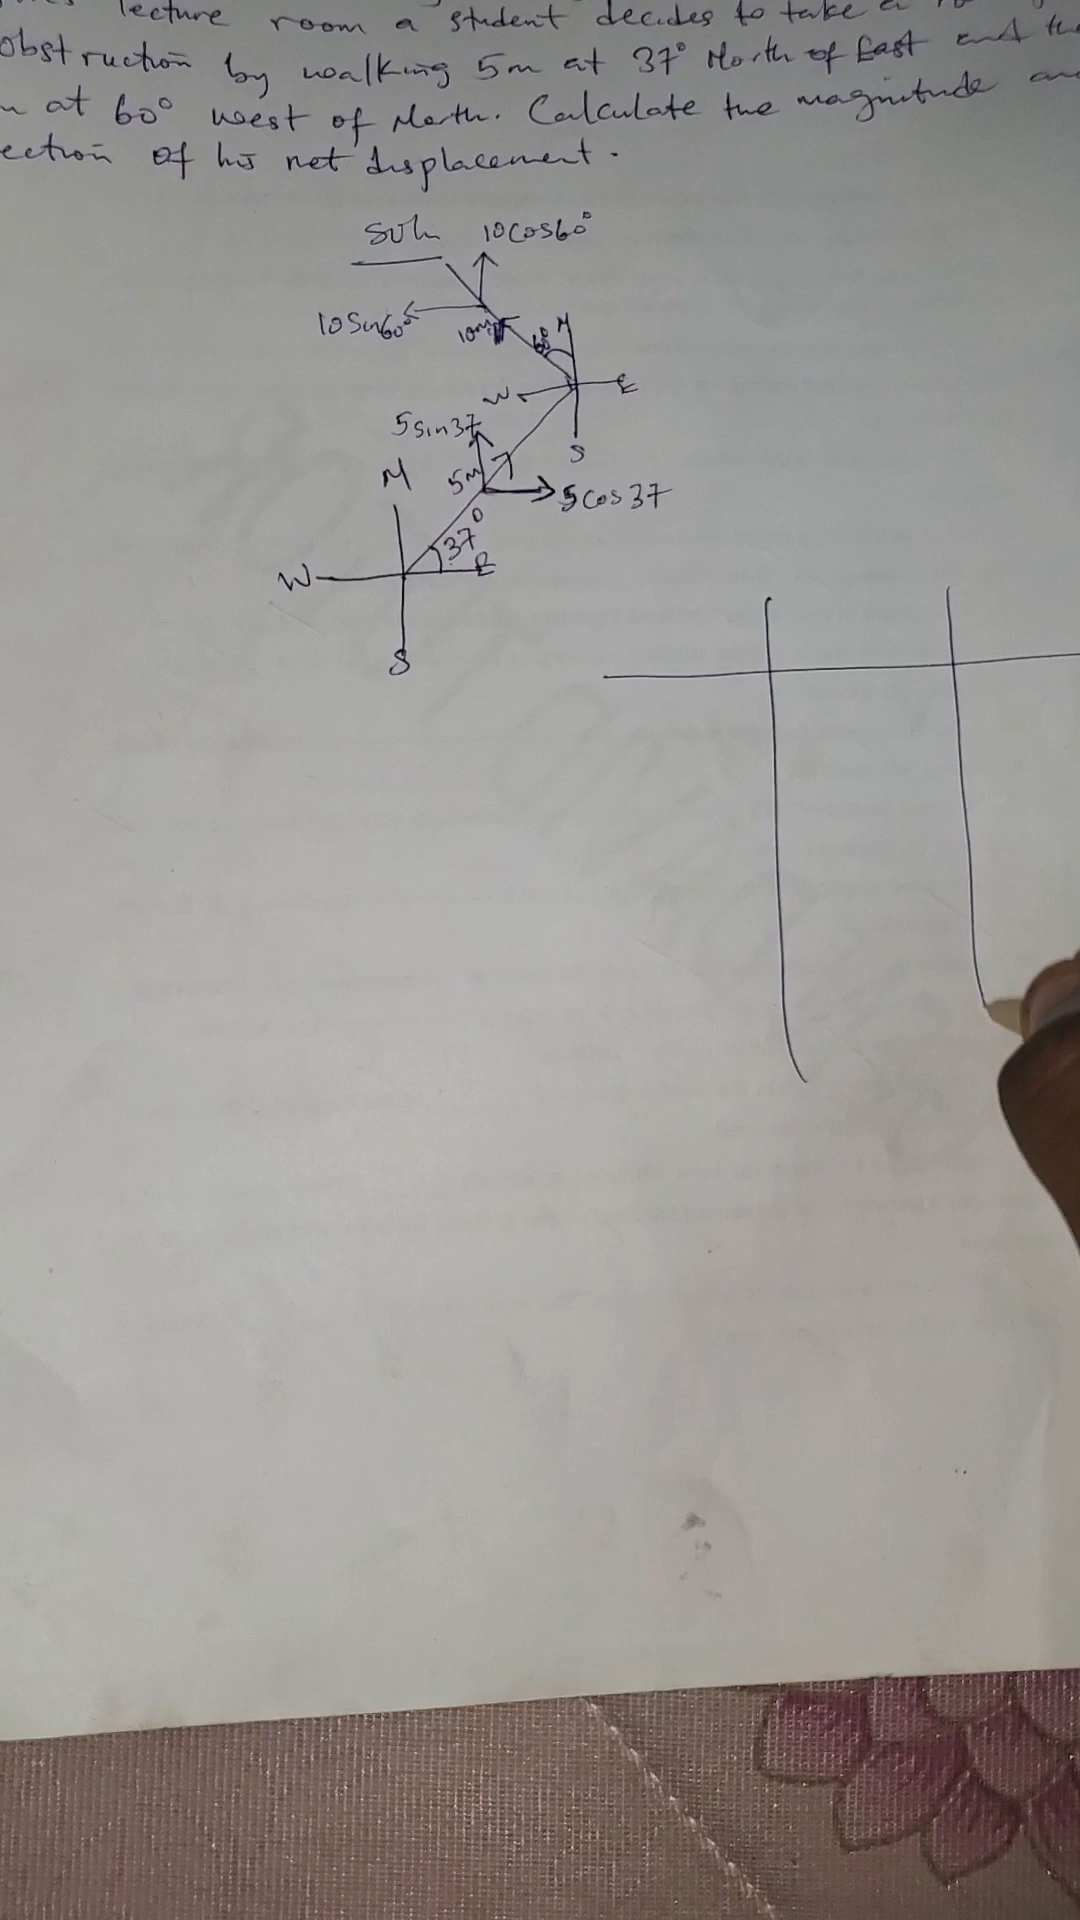 lecture room a student decides to take a
obstruction by walking 5m at 37° North of East and the
at 60° west of North. Calculate the magnitude an
ection of his net displacement.
soln 10cos60°
10Sin60° 10m 60° N
W E
5sin37 S
N 5m 5cos37
37°
W E
S